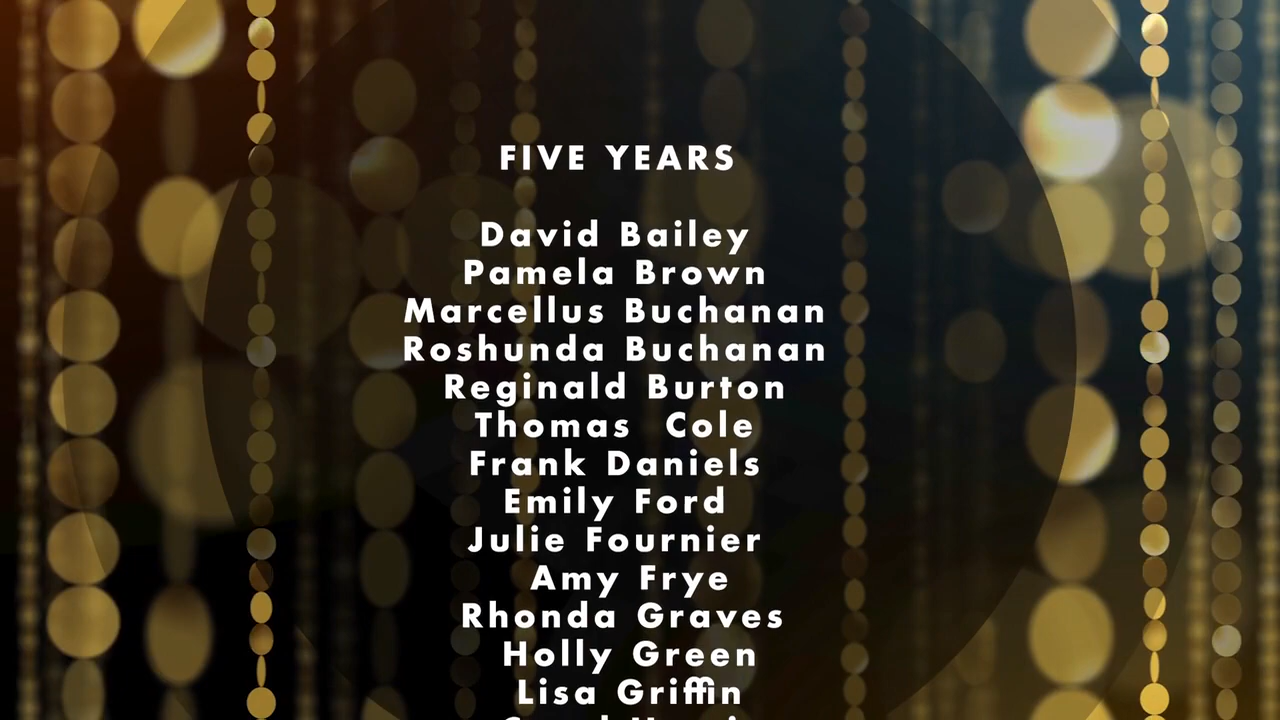 FIVE YEARS
David Bailey
Pamela Brown
Marcellus Buchanan
Roshunda Buchanan
Reginald Burton
Thomas  Cole
Frank Daniels
Emily Ford
Julie Fournier
Amy Frye
Rhonda Graves
Holly Green
Lisa Griffin